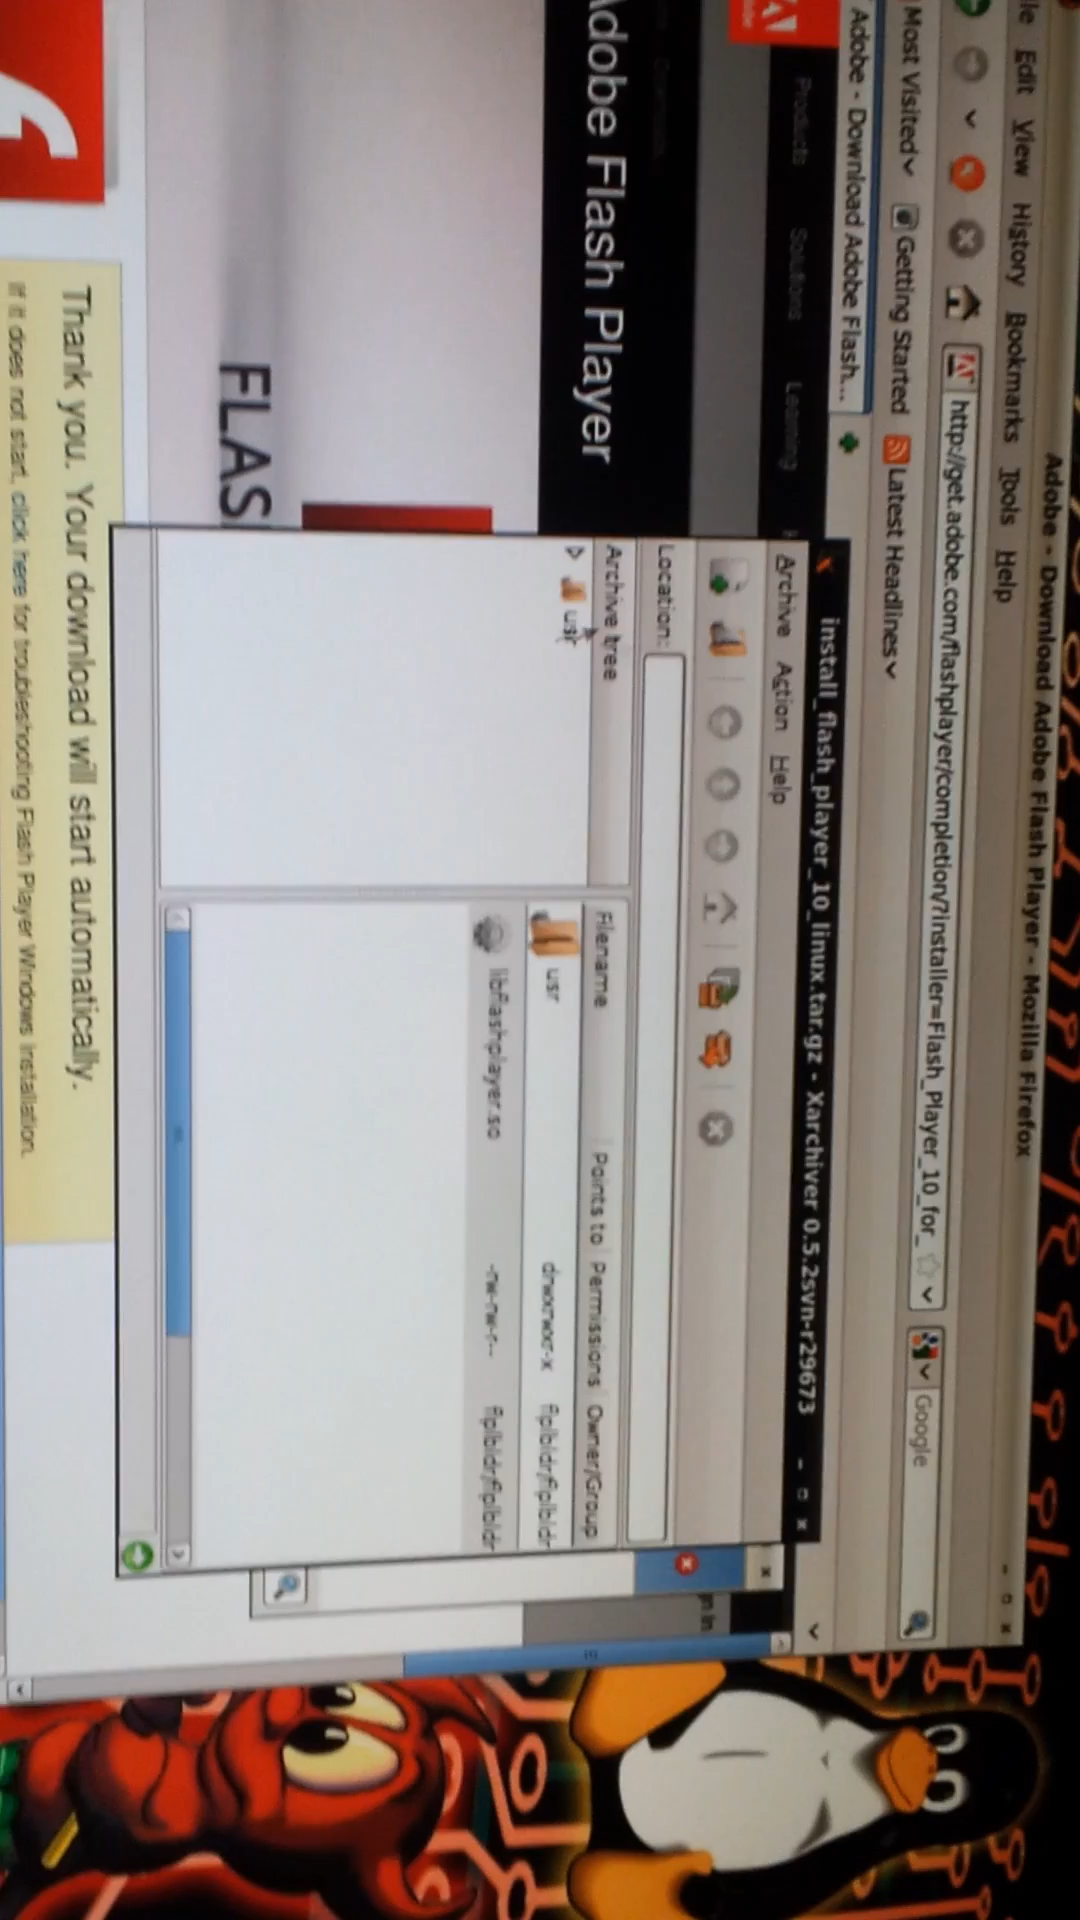 Adobe - Download Adobe Flash Player - Mozilla Firefox
le Edit View History Bookmarks Tools Help
http://get.adobe.com/flashplayer/completion/?installer=Flash_Player_10_for_
Google
Most Visited Getting Started Latest Headlines
Adobe - Download Adobe Flash...
Products Solutions Learning
Adobe Flash Player
FLAS
Thank you. Your download will start automatically.
If it does not start, click here for troubleshooting Flash Player Windows installation.
install_flash_player_10_linux.tar.gz - Xarchiver 0.5.2svn-r29673
Archive Action Help
Location:
Archive tree
usr
Filename Points to Permissions Owner/Group
usr drwxrwxr-x flplbldr/flplbldr
libflashplayer.so -rw-rw-r-- flplbldr/flplbldr